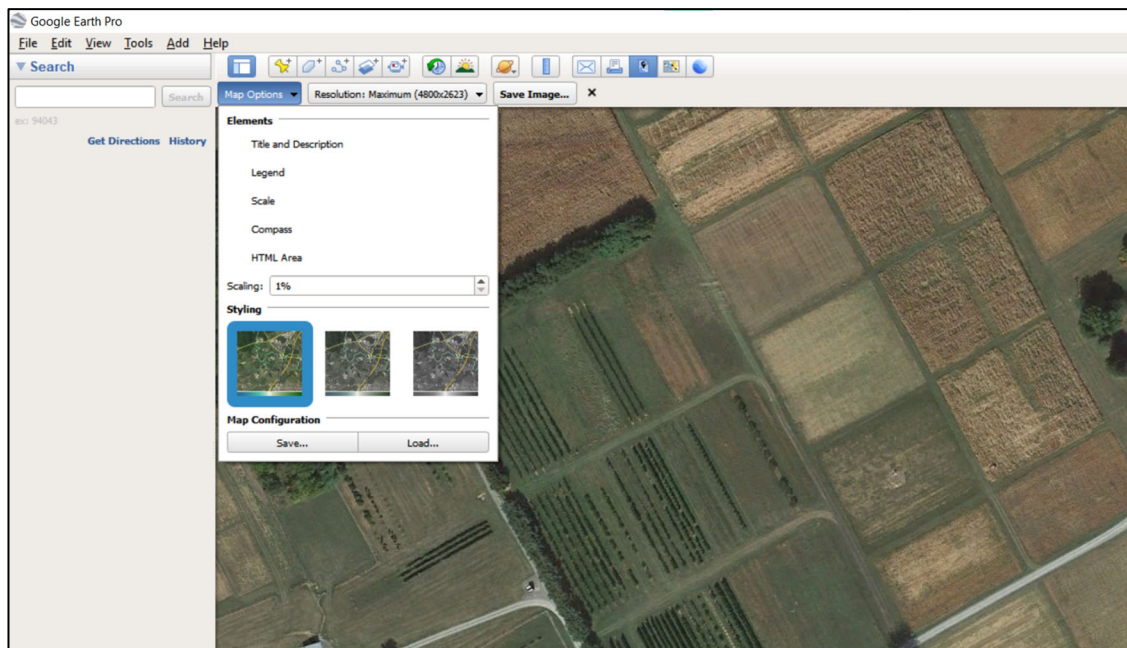 Google Earth Pro
File Edit View Tools Add Help
Search
Search
ex: 94043
Get Directions History
Map Options Resolution: Maximum (4800x2623) Save Image...
Elements
Title and Description
Legend
Scale
Compass
HTML Area
Scaling: 1%
Styling
Map Configuration
Save... Load...